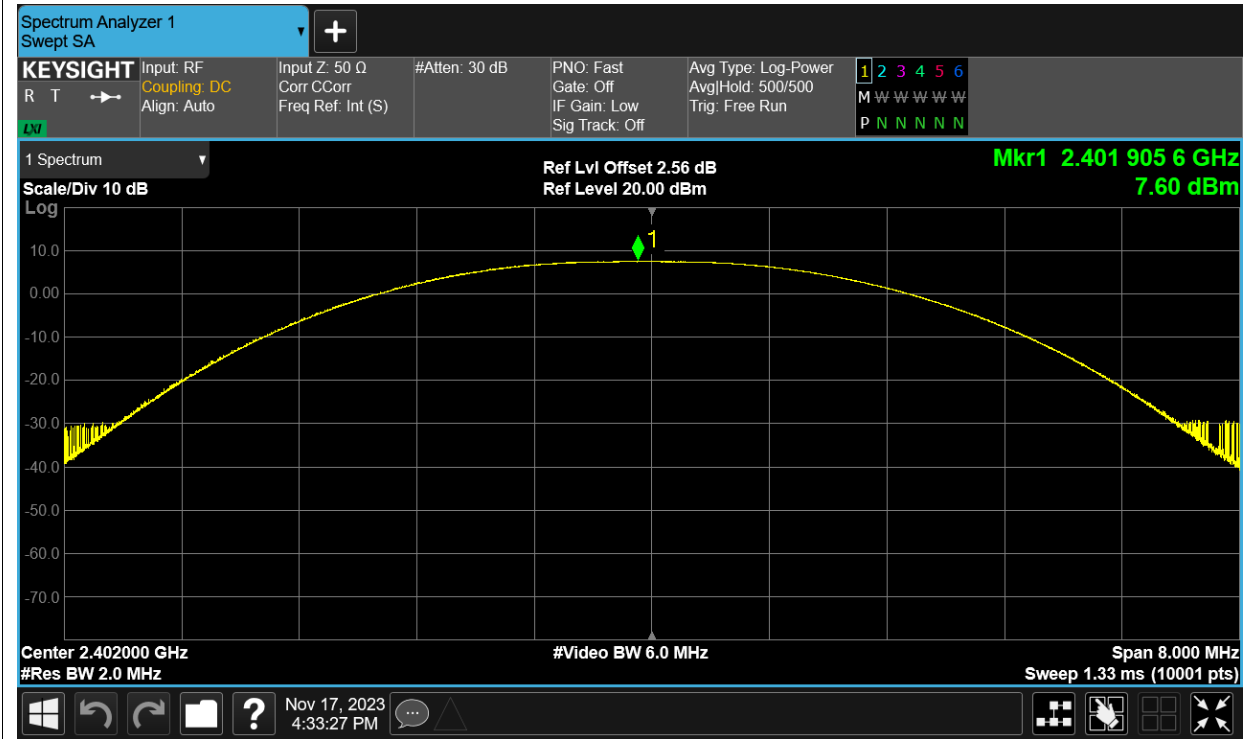 Spectrum Analyzer 1
Swept SA
KEYSIGHT
R T
LXI
Input: RF
Coupling: DC
Align: Auto
Input Z: 50 Ω
Corr CCorr
Freq Ref: Int (S)
#Atten: 30 dB
PNO: Fast
Gate: Off
IF Gain: Low
Sig Track: Off
Avg Type: Log-Power
Avg|Hold: 500/500
Trig: Free Run
1 2 3 4 5 6
M W W W W W
P N N N N N
1 Spectrum
Scale/Div 10 dB
Log
Ref Lvl Offset 2.56 dB
Ref Level 20.00 dBm
Mkr1 2.401 905 6 GHz
7.60 dBm
1
10.0
0.00
-10.0
-20.0
-30.0
-40.0
-50.0
-60.0
-70.0
Center 2.402000 GHz
#Res BW 2.0 MHz
#Video BW 6.0 MHz
Span 8.000 MHz
Sweep 1.33 ms (10001 pts)
?
Nov 17, 2023
4:33:27 PM